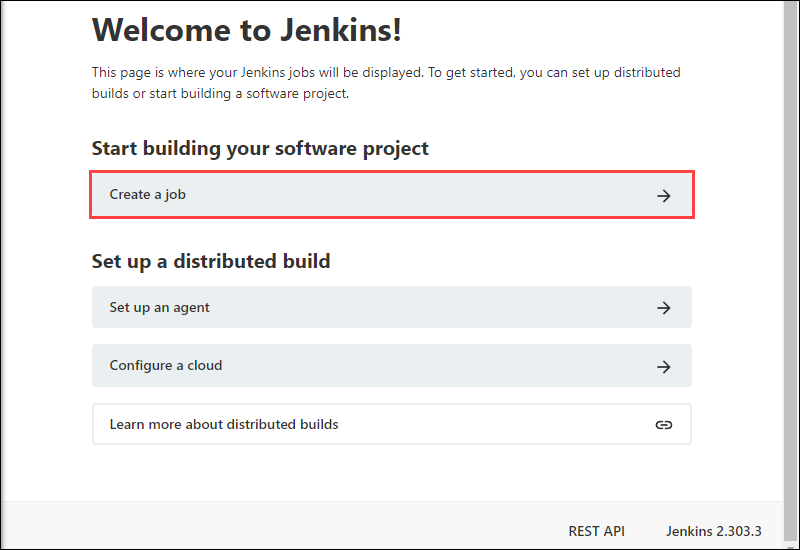 Welcome to Jenkins!
This page is where your Jenkins jobs will be displayed. To get started, you can set up distributed
builds or start building a software project.
Start building your software project
Create a job
Set up a distributed build
Set up an agent
Configure a cloud
Learn more about distributed builds
REST API Jenkins 2.303.3